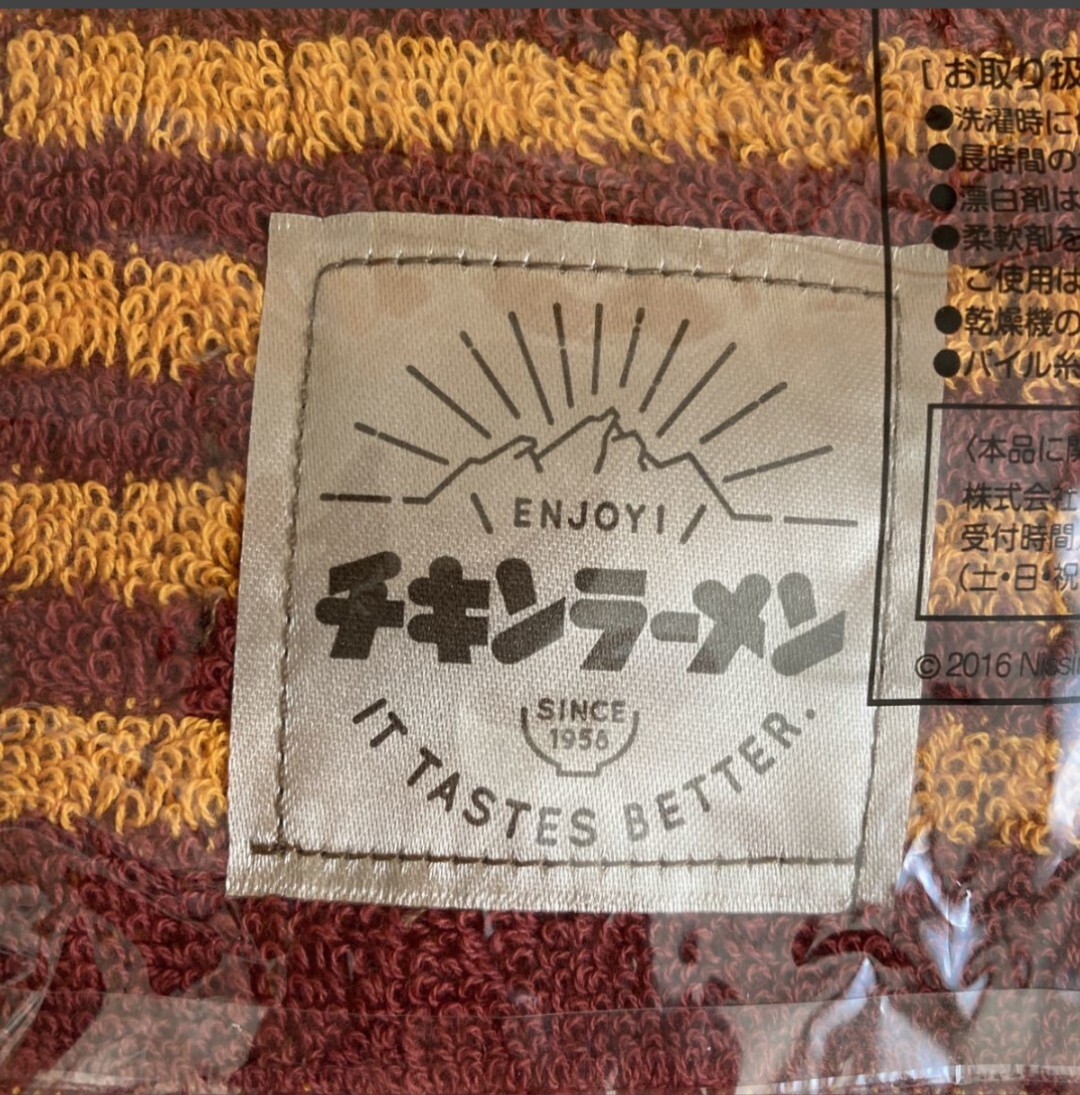 ENJOY!
チキンラーメン
SINCE
1958
IT TASTES BETTER.
[お取り扱
●洗濯時に
●長時間の
●漂白剤は
●柔軟剤を
ご使用は
●乾燥機の
●パイル糸
〈本品に関
株式会社
受付時間
(土・日・祝
© 2016 Nissi